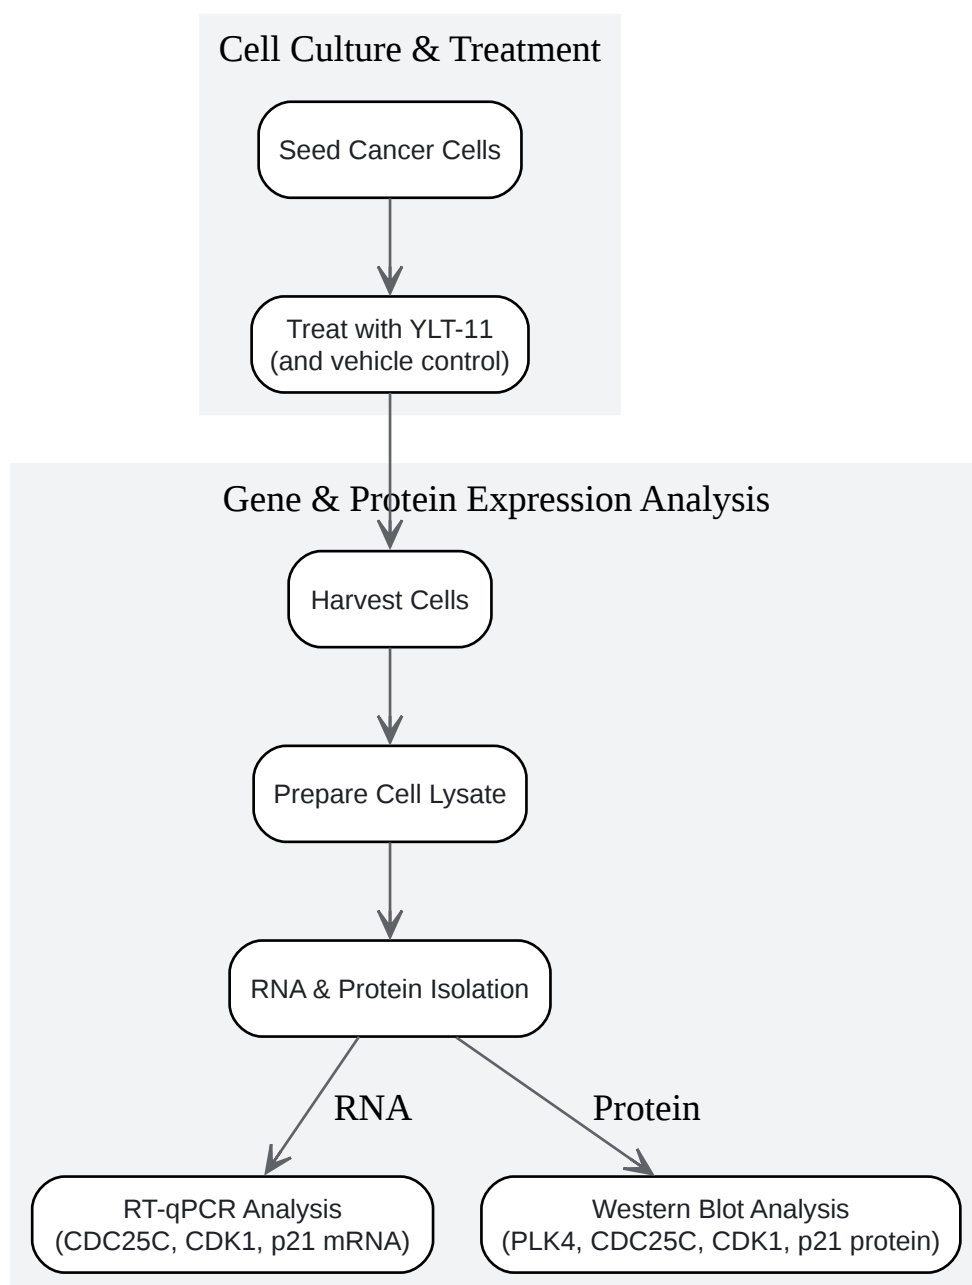 Cell Culture & Treatment
Seed Cancer Cells
Treat with YLT-11
(and vehicle control)
Gene & Protein Expression Analysis
Harvest Cells
Prepare Cell Lysate
RNA & Protein Isolation
RNA
Protein
RT-qPCR Analysis
(CDC25C, CDK1, p21 mRNA)
Western Blot Analysis
(PLK4, CDC25C, CDK1, p21 protein)